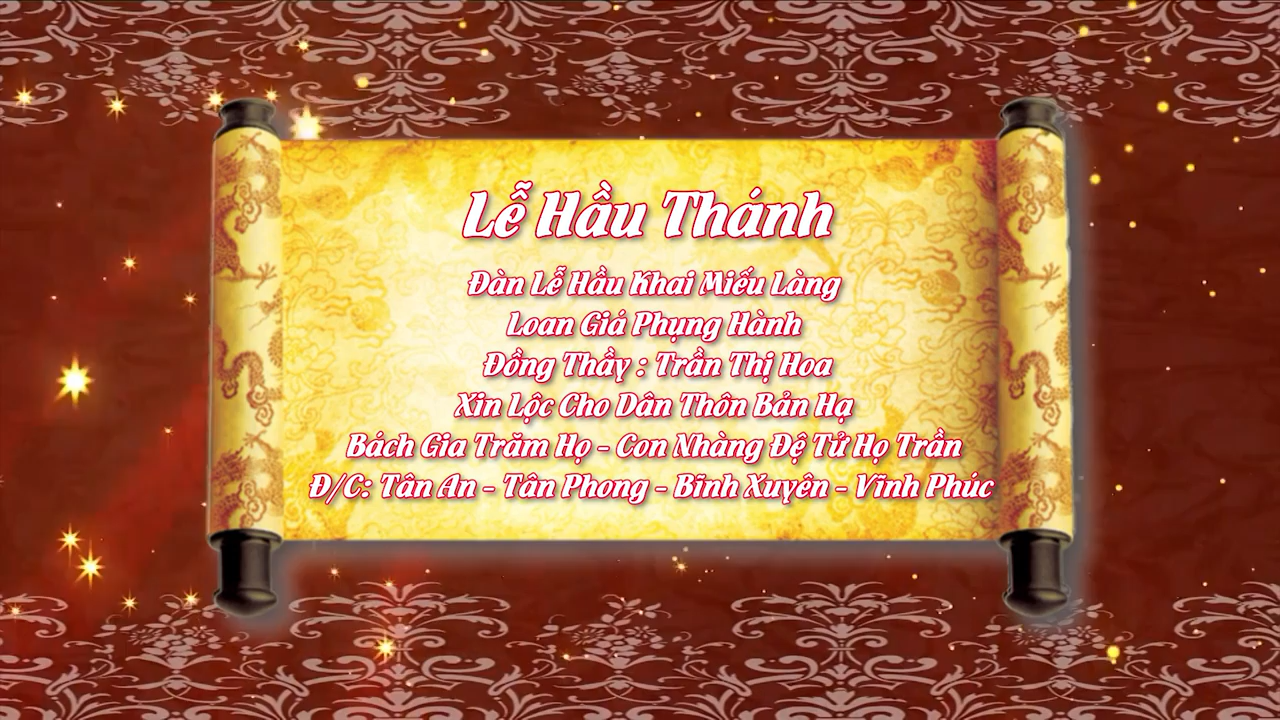 Lễ Hầu Thánh
Đàn Lễ Hầu Khai Miếu Làng
Loan Giá Phụng Hành
Đồng Thầy : Trần Thị Hoa
Xin Lộc Cho Dân Thôn Bản Hạ
Bách Gia Trăm Họ - Con Nhàng Đệ Tử Họ Trần
Đ/C: Tân An - Tân Phong - Bĩnh Xuyên - Vĩnh Phúc